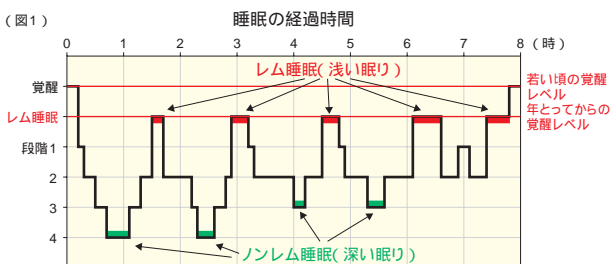 （図1）
睡眠の経過時間
0 1 2 3 4 5 6 7 8（時）
レム睡眠（浅い眠り）
覚醒
若い頃の覚醒
レベル
レム睡眠
年とってからの
覚醒レベル
段階1
2
3
4
ノンレム睡眠（深い眠り）